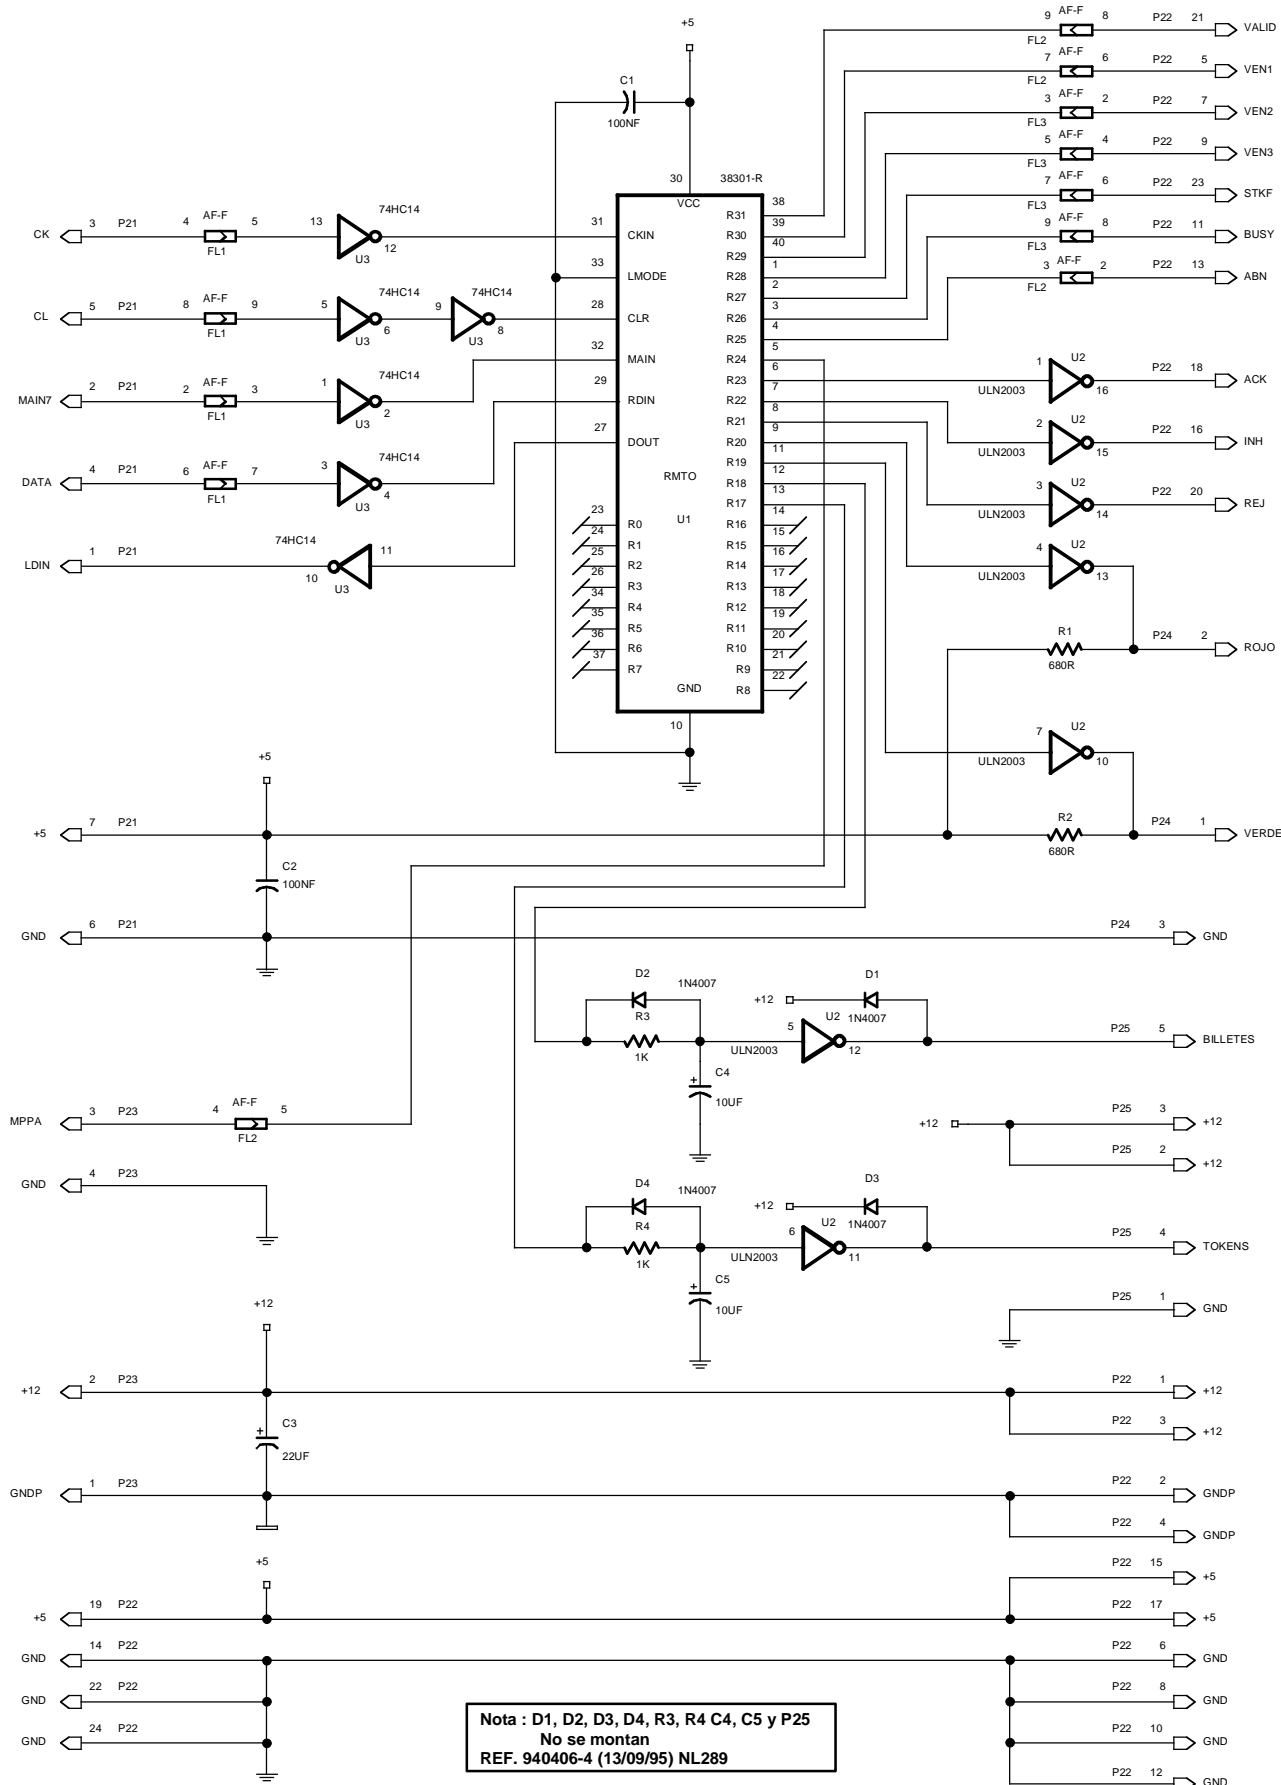 +5
9 AF-F 8 P22 21 VALID
FL2
7 AF-F 6 P22 5 VEN1
FL2
3 AF-F 2 P22 7 VEN2
FL3
5 AF-F 4 P22 9 VEN3
FL3
7 AF-F 6 P22 23 STKF
FL3
9 AF-F 8 P22 11 BUSY
FL3
3 AF-F 2 P22 13 ABN
FL2
C1
100NF
30 38301-R
VCC
CK 3 P21 4 AF-F 5 13 74HC14 12 31 CKIN
FL1 U3
33 LMODE
CL 5 P21 8 AF-F 9 5 74HC14 6 9 74HC14 8 28 CLR
FL1 U3 U3
32 MAIN
MAIN7 2 P21 2 AF-F 3 1 74HC14 2 29 RDIN
FL1 U3
27 DOUT
DATA 4 P21 6 AF-F 7 3 74HC14 4
FL1 U3
LDIN 1 P21 74HC14 10 11
U3
RMTO
U1
R31 38
R30 39
R29 40
R28 1
R27 2
R26 3
R25 4
R24 5
R23 6
R22 7
R21 8
R20 9
R19 11
R18 12
R17 13
23 R0 R16 14
24 R1 R15 15
25 R2 R14 16
26 R3 R13 17
34 R4 R12 18
35 R5 R11 19
36 R6 R10 20
37 R7 R9 21
R8 22
GND
10
1 U2 P22 18 ACK
ULN2003 16
2 U2 P22 16 INH
ULN2003 15
3 U2 P22 20 REJ
ULN2003 14
4 U2
ULN2003 13
R1 P24 2 ROJO
680R
7 U2
ULN2003 10
R2 P24 1 VERDE
680R
+5
+5 7 P21
C2
100NF
GND 6 P21 P24 3 GND
D2 1N4007 +12 D1
R3 5 U2 1N4007 P25 5 BILLETES
1K ULN2003 12
C4
+
10UF
MPPA 3 P23 4 AF-F 5
FL2
+12 P25 3 +12
P25 2 +12
GND 4 P23
D4 1N4007 +12 D3
R4 6 U2 1N4007 P25 4 TOKENS
1K ULN2003 11
C5
+
10UF
P25 1 GND
+12
+12 2 P23 P22 1 +12
C3 P22 3 +12
+
22UF
GNDP 1 P23 P22 2 GNDP
P22 4 GNDP
+5 P22 15 +5
+5 19 P22 P22 17 +5
GND 14 P22 P22 6 GND
GND 22 P22 P22 8 GND
GND 24 P22 P22 10 GND
P22 12 GND
Nota : D1, D2, D3, D4, R3, R4 C4, C5 y P25
No se montan
REF. 940406-4 (13/09/95) NL289